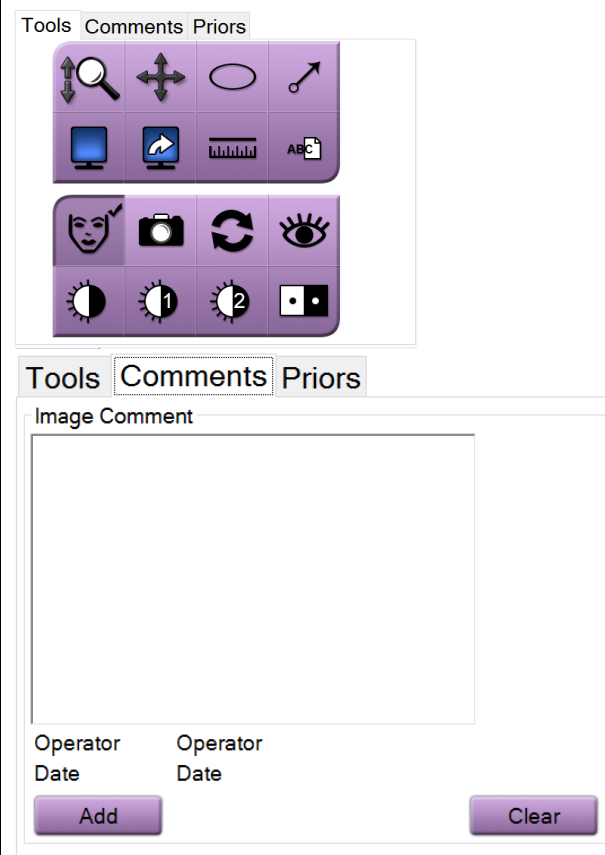 Tools Comments Priors
ABC
1 2
Tools Comments Priors
Image Comment
Operator Operator
Date Date
Add Clear